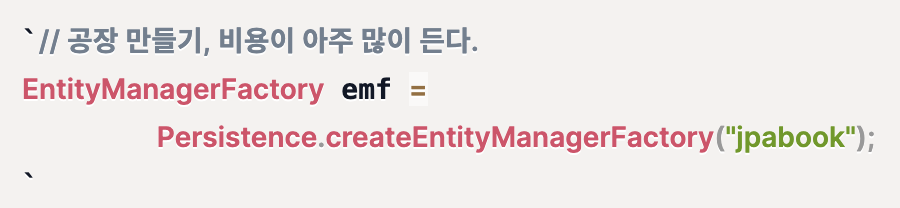 `// 공장 만들기, 비용이 아주 많이 든다.
EntityManagerFactory emf =
Persistence.createEntityManagerFactory("jpabook");
`